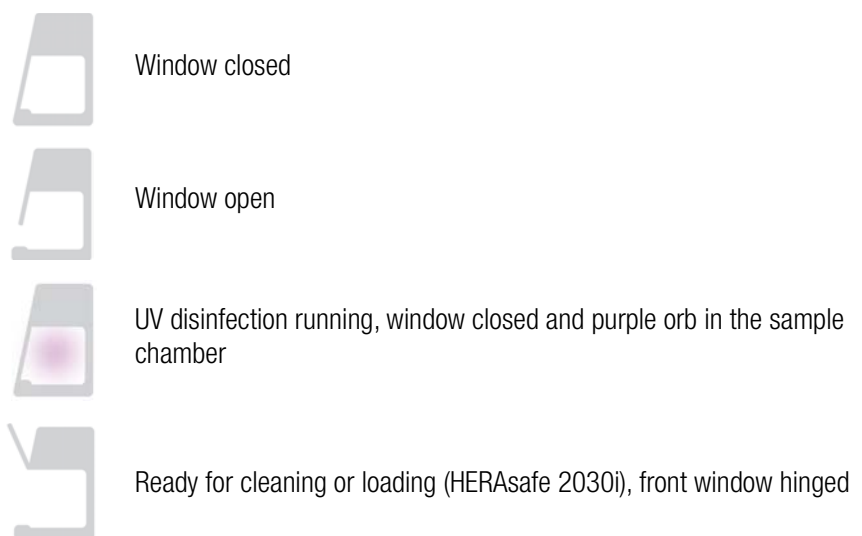 Window closed
Window open
UV disinfection running, window closed and purple orb in the sample
chamber
Ready for cleaning or loading (HERAsafe 2030i), front window hinged